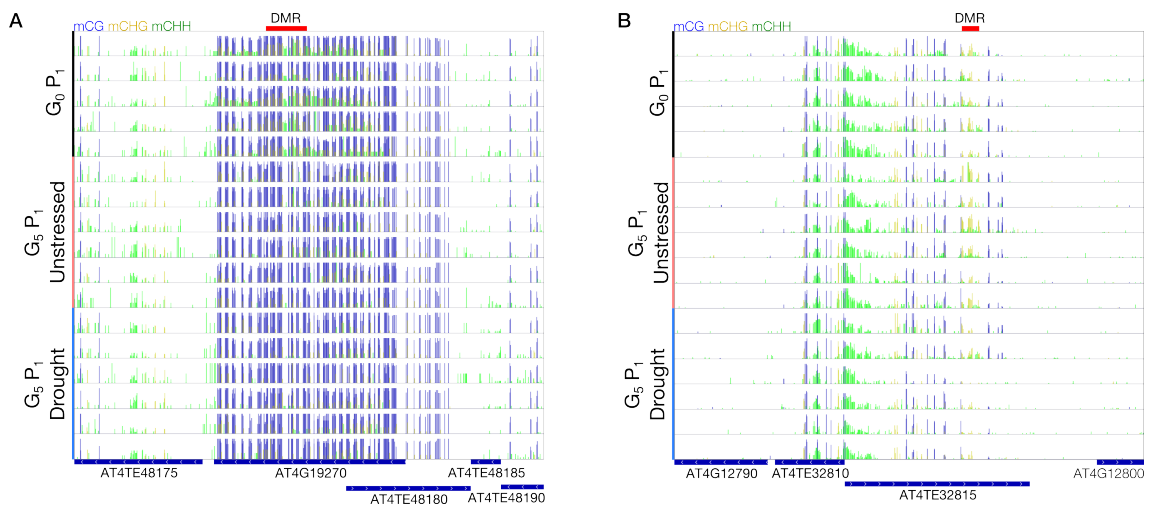 A
mCG mCHG mCHH
DMR
G0 P1
G5 P1
Unstressed
G5 P1
Drought
AT4TE48175
AT4G19270
AT4TE48185
AT4TE48180
AT4TE48190
B
mCG mCHG mCHH
DMR
G0 P1
G5 P1
Unstressed
G5 P1
Drought
AT4G12790
AT4TE32810
AT4G12800
AT4TE32815